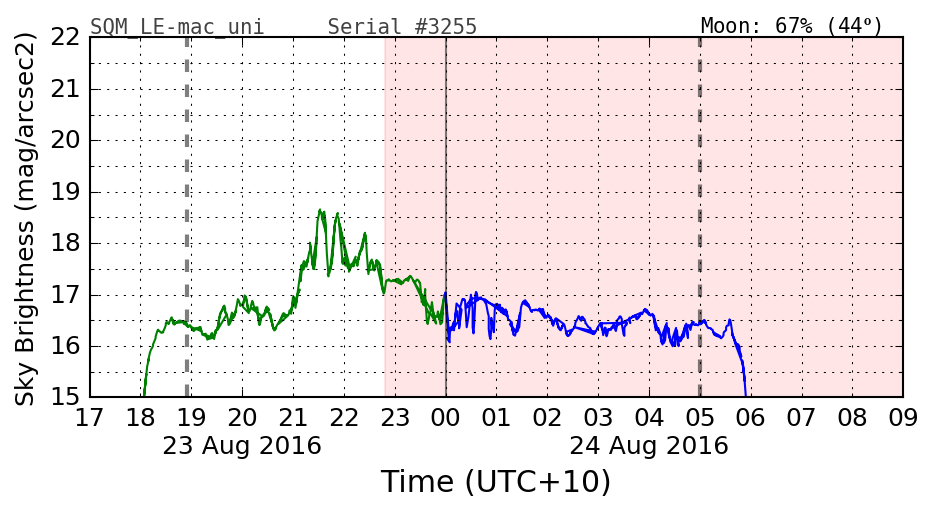 SQM_LE-mac_uni Serial #3255 Moon: 67% (44°)
22
21
20
19
18
17
16
15
Sky Brightness (mag/arcsec2)
17 18 19 20 21 22 23 00 01 02 03 04 05 06 07 08 09
23 Aug 2016 24 Aug 2016
Time (UTC+10)